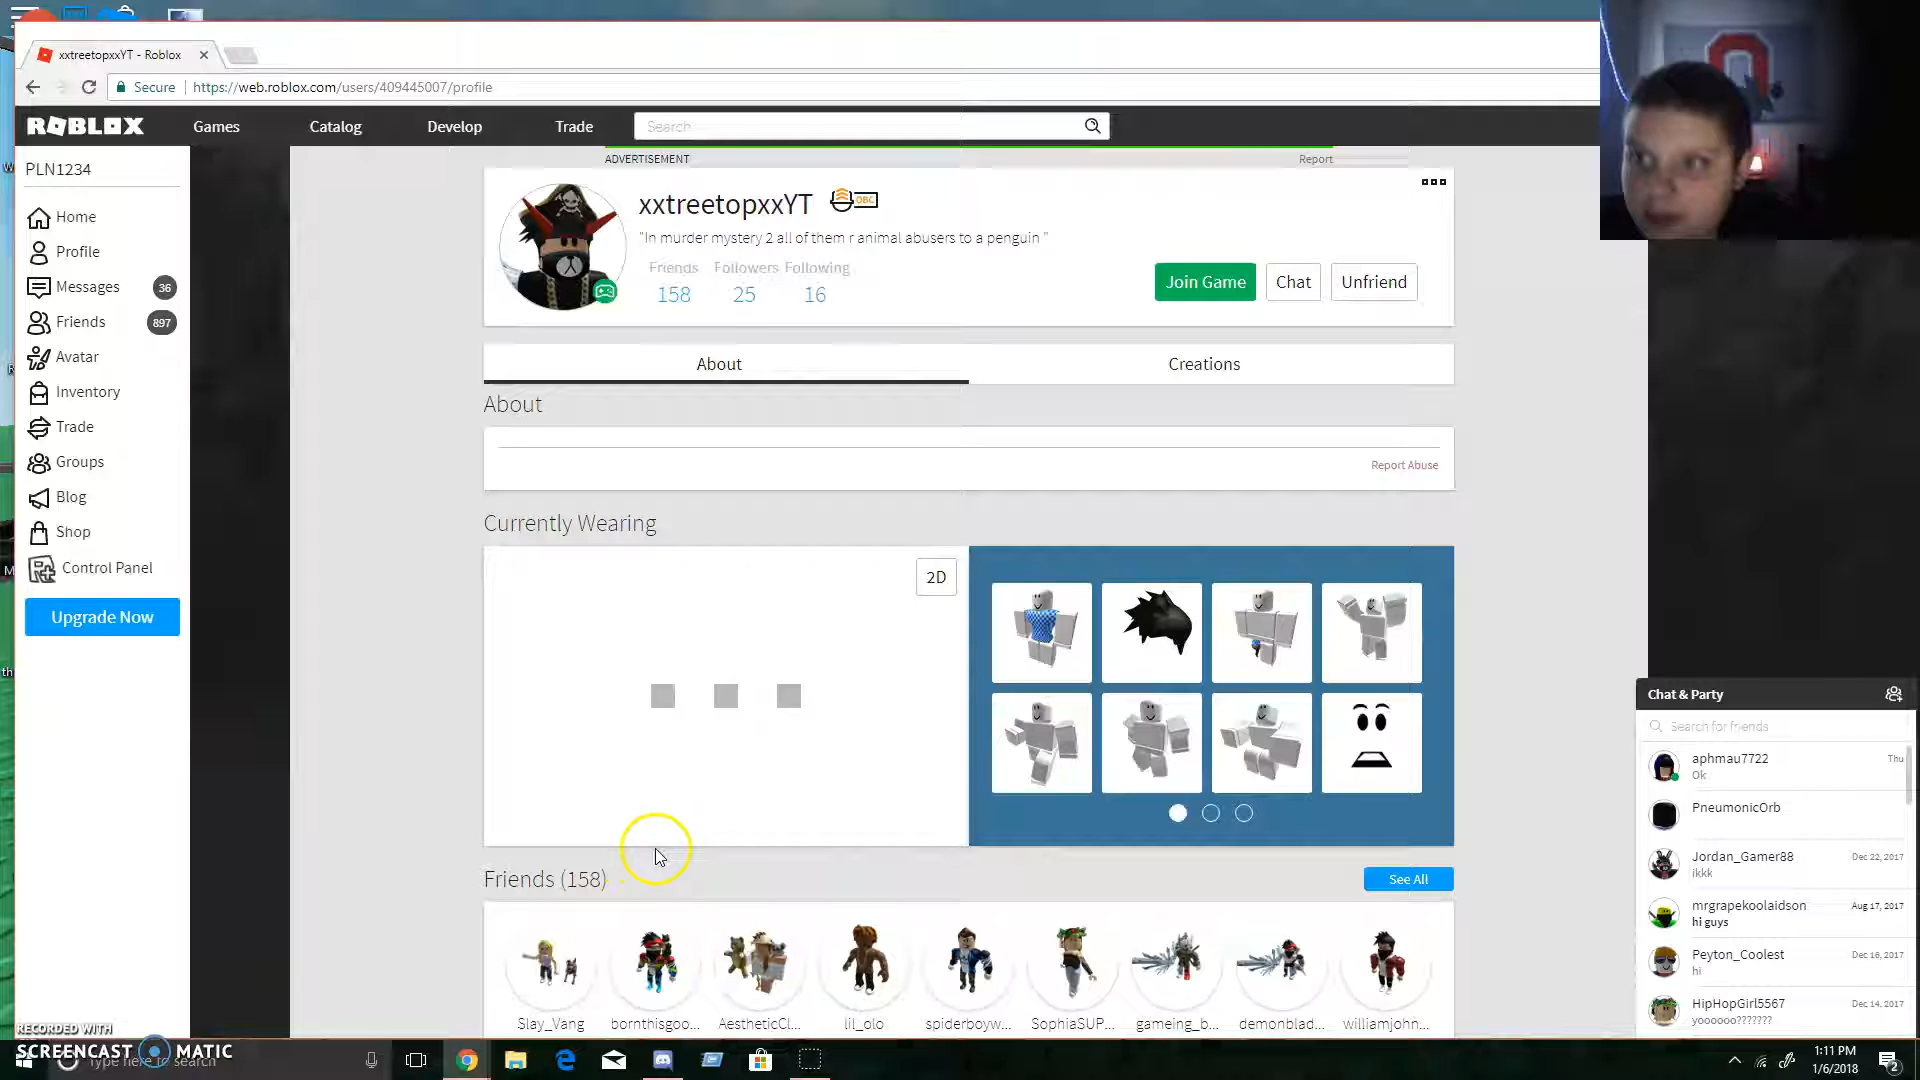 xxtreetopxxYT - Roblox
Secure
https://web.roblox.com/users/409445007/profile
ROBLOX
Games
Catalog
Develop
Trade
Search
PLN1234
Home
Profile
Messages 36
Friends 897
Avatar
Inventory
Trade
Groups
Blog
Shop
Control Panel
Upgrade Now
ADVERTISEMENT
Report
xxtreetopxxYT
OBC
"In murder mystery 2 all of them r animal abusers to a penguin "
Friends Followers Following
158 25 16
Join Game
Chat
Unfriend
About
Creations
About
Report Abuse
Currently Wearing
2D
Friends (158)
See All
Slay_Vang
bornthisgoo...
AestheticCl...
lil_olo
spiderboyw...
SophiaSUP...
gameing_b...
demonblad...
williamjohn...
Chat & Party
Search for friends
aphmau7722 Thu
Ok
PneumonicOrb
Jordan_Gamer88 Dec 22, 2017
ikkk
mrgrapekoolaidson Aug 17, 2017
hi guys
Peyton_Coolest Dec 16, 2017
hi
HipHopGirl5567 Dec 14, 2017
yoooooo???????
RECORDED WITH
SCREENCAST MATIC
Type here to search
1:11 PM
1/6/2018
2